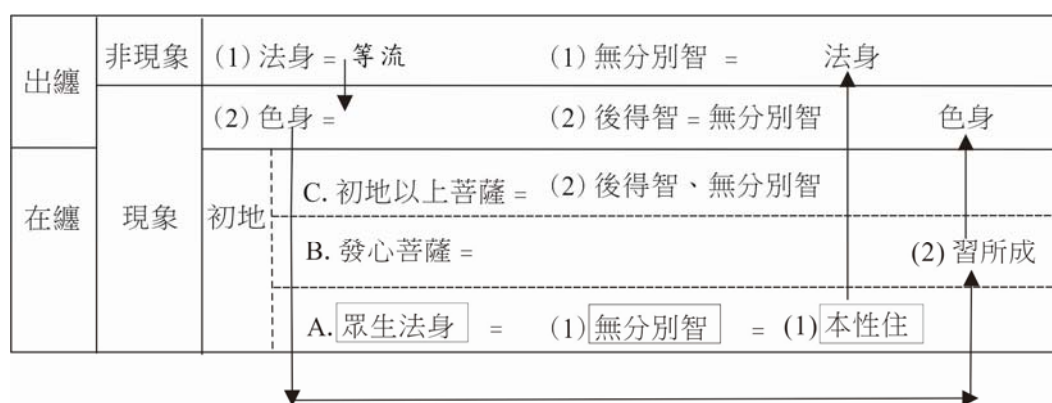 出纏 非現象 (1) 法身 = 等流 (1) 無分別智 = 法身
(2) 色身 = (2) 後得智 = 無分別智 色身
在纏 現象 初地 C. 初地以上菩薩 = (2) 後得智、無分別智
B. 發心菩薩 = (2) 習所成
A. 眾生法身 = (1) 無分別智 = (1) 本性住